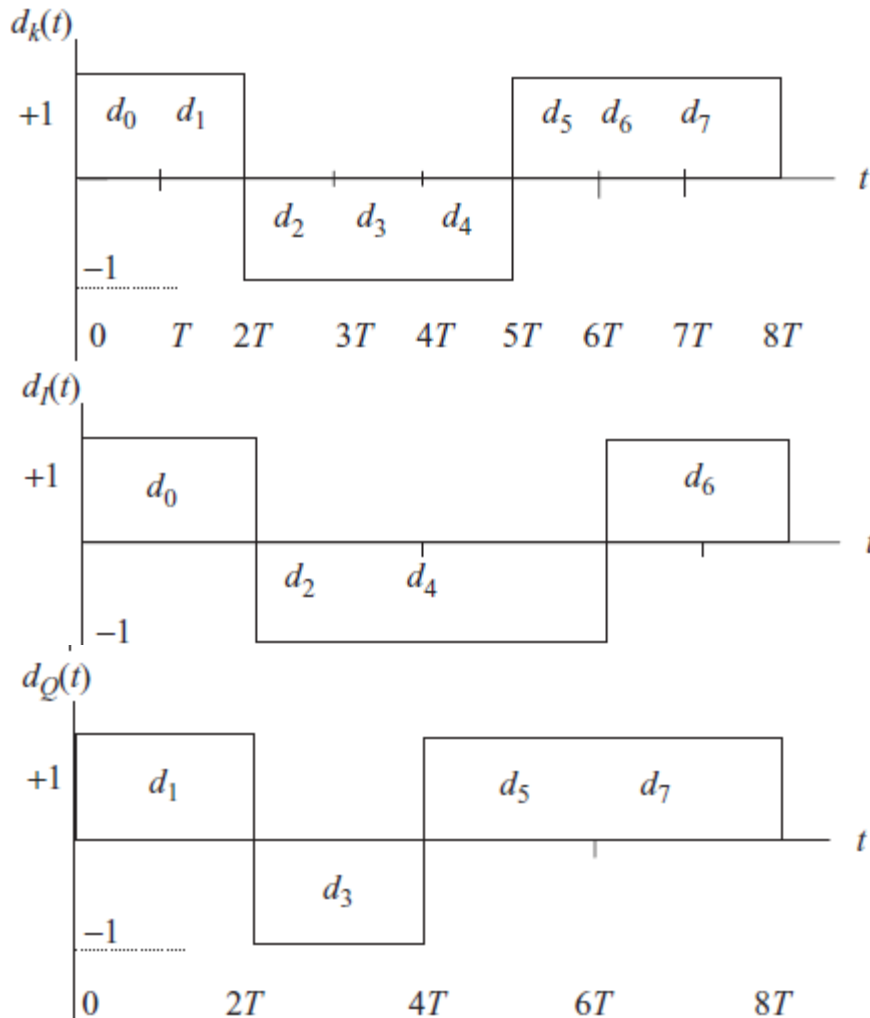 d_k(t)
+1 d_0 d_1 d_5 d_6 d_7
t
d_2 d_3 d_4
−1
0 T 2T 3T 4T 5T 6T 7T 8T
d_I(t)
+1 d_0 d_6
t
d_2 d_4
−1
d_Q(t)
+1 d_1 d_5 d_7
t
d_3
−1
0 2T 4T 6T 8T